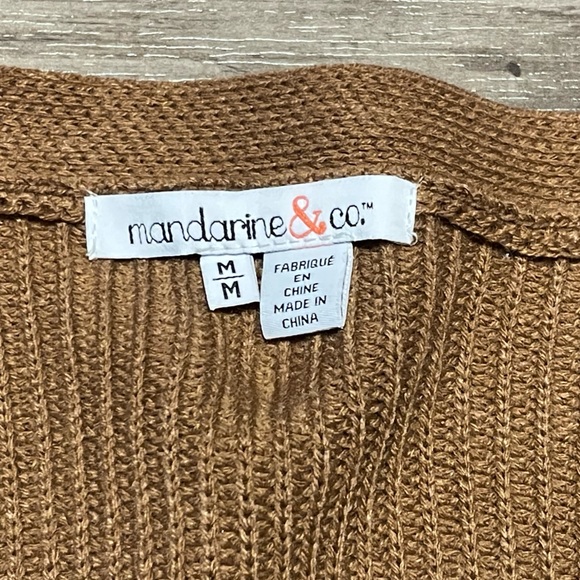 mandarine & co.™
M
M
FABRIQUÉ
EN
CHINE
MADE IN
CHINA